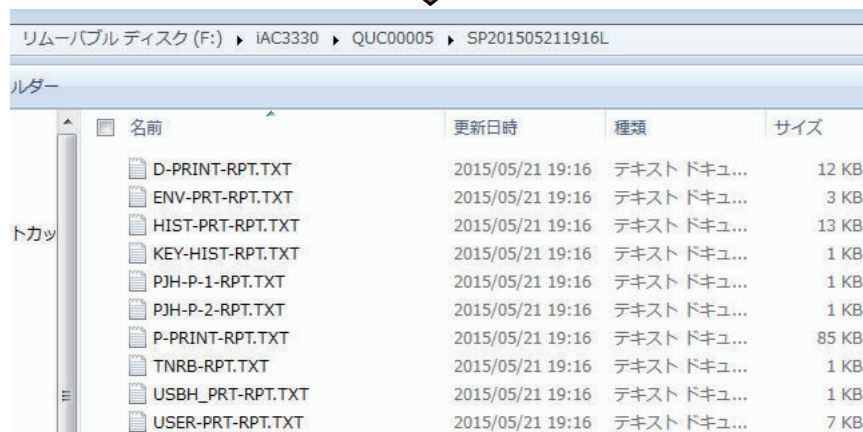 リムーバブル ディスク (F:) ▸ iAC3330 ▸ QUC00005 ▸ SP201505211916L
ルダー
名前 更新日時 種類 サイズ
D-PRINT-RPT.TXT 2015/05/21 19:16 テキスト ドキュ... 12 KB
ENV-PRT-RPT.TXT 2015/05/21 19:16 テキスト ドキュ... 3 KB
トカッ
HIST-PRT-RPT.TXT 2015/05/21 19:16 テキスト ドキュ... 13 KB
KEY-HIST-RPT.TXT 2015/05/21 19:16 テキスト ドキュ... 1 KB
PJH-P-1-RPT.TXT 2015/05/21 19:16 テキスト ドキュ... 1 KB
PJH-P-2-RPT.TXT 2015/05/21 19:16 テキスト ドキュ... 1 KB
P-PRINT-RPT.TXT 2015/05/21 19:16 テキスト ドキュ... 85 KB
TNRB-RPT.TXT 2015/05/21 19:16 テキスト ドキュ... 1 KB
USBH_PRT-RPT.TXT 2015/05/21 19:16 テキスト ドキュ... 1 KB
USER-PRT-RPT.TXT 2015/05/21 19:16 テキスト ドキュ... 7 KB